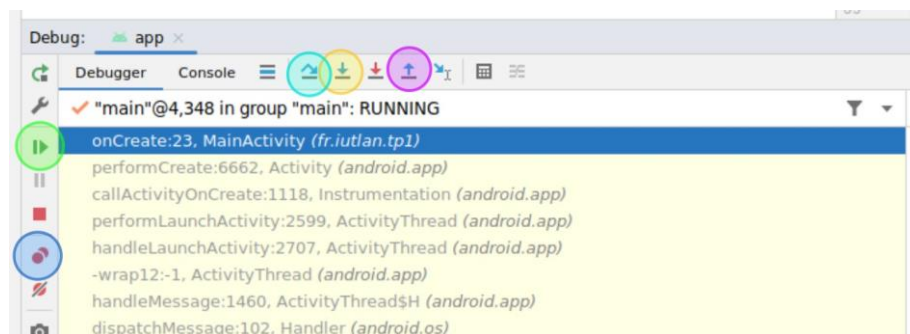 Debug: app
Debugger Console
"main"@4,348 in group "main": RUNNING
onCreate:23, MainActivity (fr.iutlan.tp1)
performCreate:6662, Activity (android.app)
callActivityOnCreate:1118, Instrumentation (android.app)
performLaunchActivity:2599, ActivityThread (android.app)
handleLaunchActivity:2707, ActivityThread (android.app)
-wrap12:-1, ActivityThread (android.app)
handleMessage:1460, ActivityThread$H (android.app)
dispatchMessage:102, Handler (android.os)